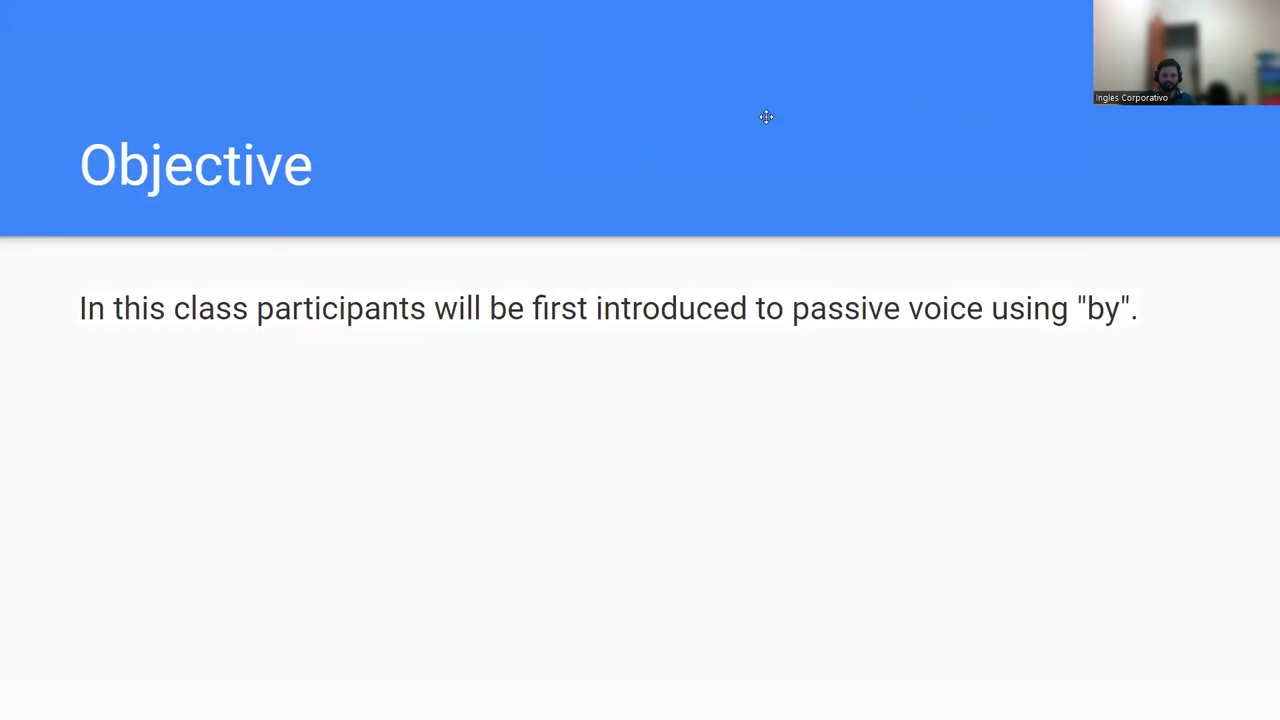 Ingles Corporativo
Objective
In this class participants will be first introduced to passive voice using "by".